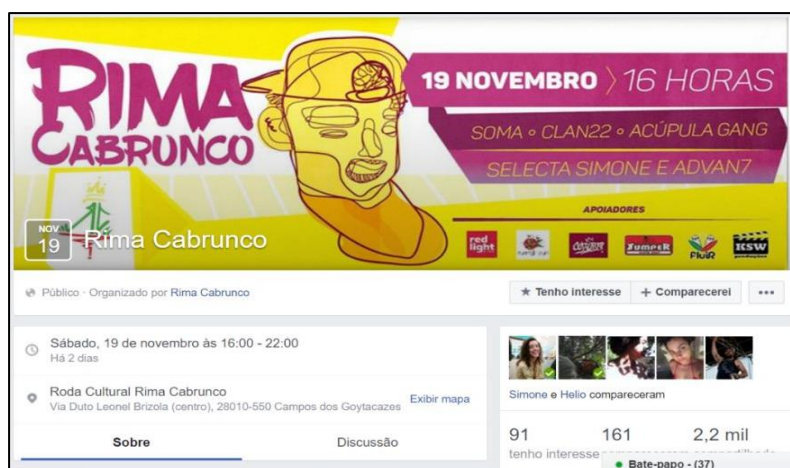 RIMA
CABRUNCO
19 NOVEMBRO 16 HORAS
SOMA ∘ CLAN22 ∘ ACÚPULA GANG
SELECTA SIMONE E ADVAN7
APOIADORES
red
light
JUMPER
FLUIR
KSW
NOV
19
Rima Cabrunco
Público · Organizado por Rima Cabrunco
★ Tenho interesse
+ Comparecerei
•••
Sábado, 19 de novembro às 16:00 - 22:00
Há 2 dias
Roda Cultural Rima Cabrunco
Via Duto Leonel Brizola (centro), 28010-550 Campos dos Goytacazes
Exibir mapa
Sobre
Discussão
Simone e Helio compareceram
91 161 2,2 mil
tenho interesse
Bate-papo - (37)